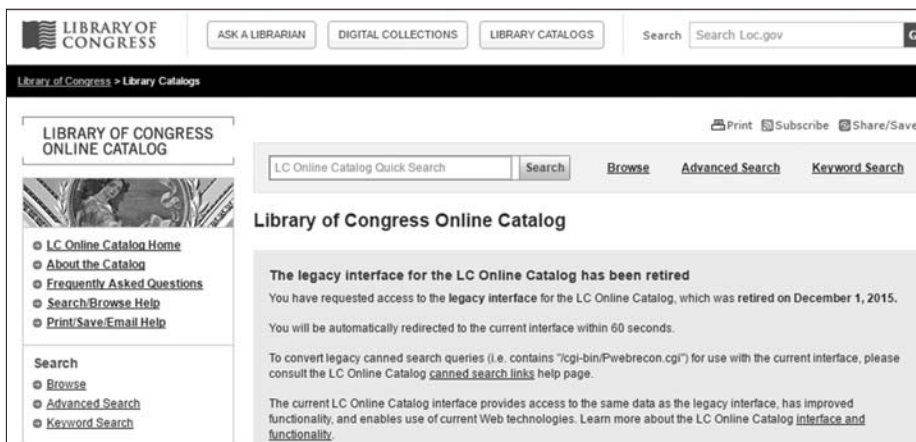 LIBRARY OF
CONGRESS
ASK A LIBRARIAN
DIGITAL COLLECTIONS
LIBRARY CATALOGS
Search
Search Loc.gov
Library of Congress > Library Catalogs
Print Subscribe Share/Save
LIBRARY OF CONGRESS
ONLINE CATALOG
LC Online Catalog Home
About the Catalog
Frequently Asked Questions
Search/Browse Help
Print/Save/Email Help
Search
Browse
Advanced Search
Keyword Search
LC Online Catalog Quick Search
Search
Browse
Advanced Search
Keyword Search
Library of Congress Online Catalog
The legacy interface for the LC Online Catalog has been retired
You have requested access to the legacy interface for the LC Online Catalog, which was retired on December 1, 2015.
You will be automatically redirected to the current interface within 60 seconds.
To convert legacy canned search queries (i.e. contains "/cgi-bin/Pwebrecon.cgi") for use with the current interface, please
consult the LC Online Catalog canned search links help page.
The current LC Online Catalog interface provides access to the same data as the legacy interface, has improved
functionality, and enables use of current Web technologies. Learn more about the LC Online Catalog interface and
functionality.